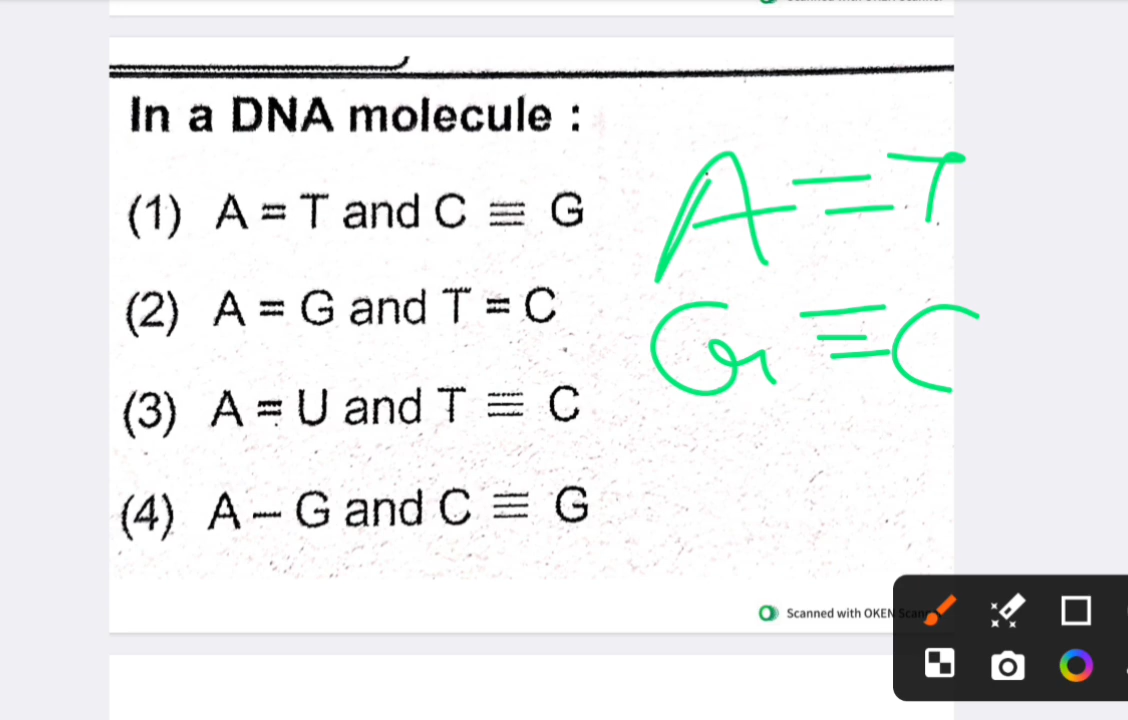 In a DNA molecule :
(1) A = T and C ≡ G
A = T
(2) A = G and T = C
G ≡ C
(3) A = U and T ≡ C
(4) A – G and C ≡ G
Scanned with OKEN Scan